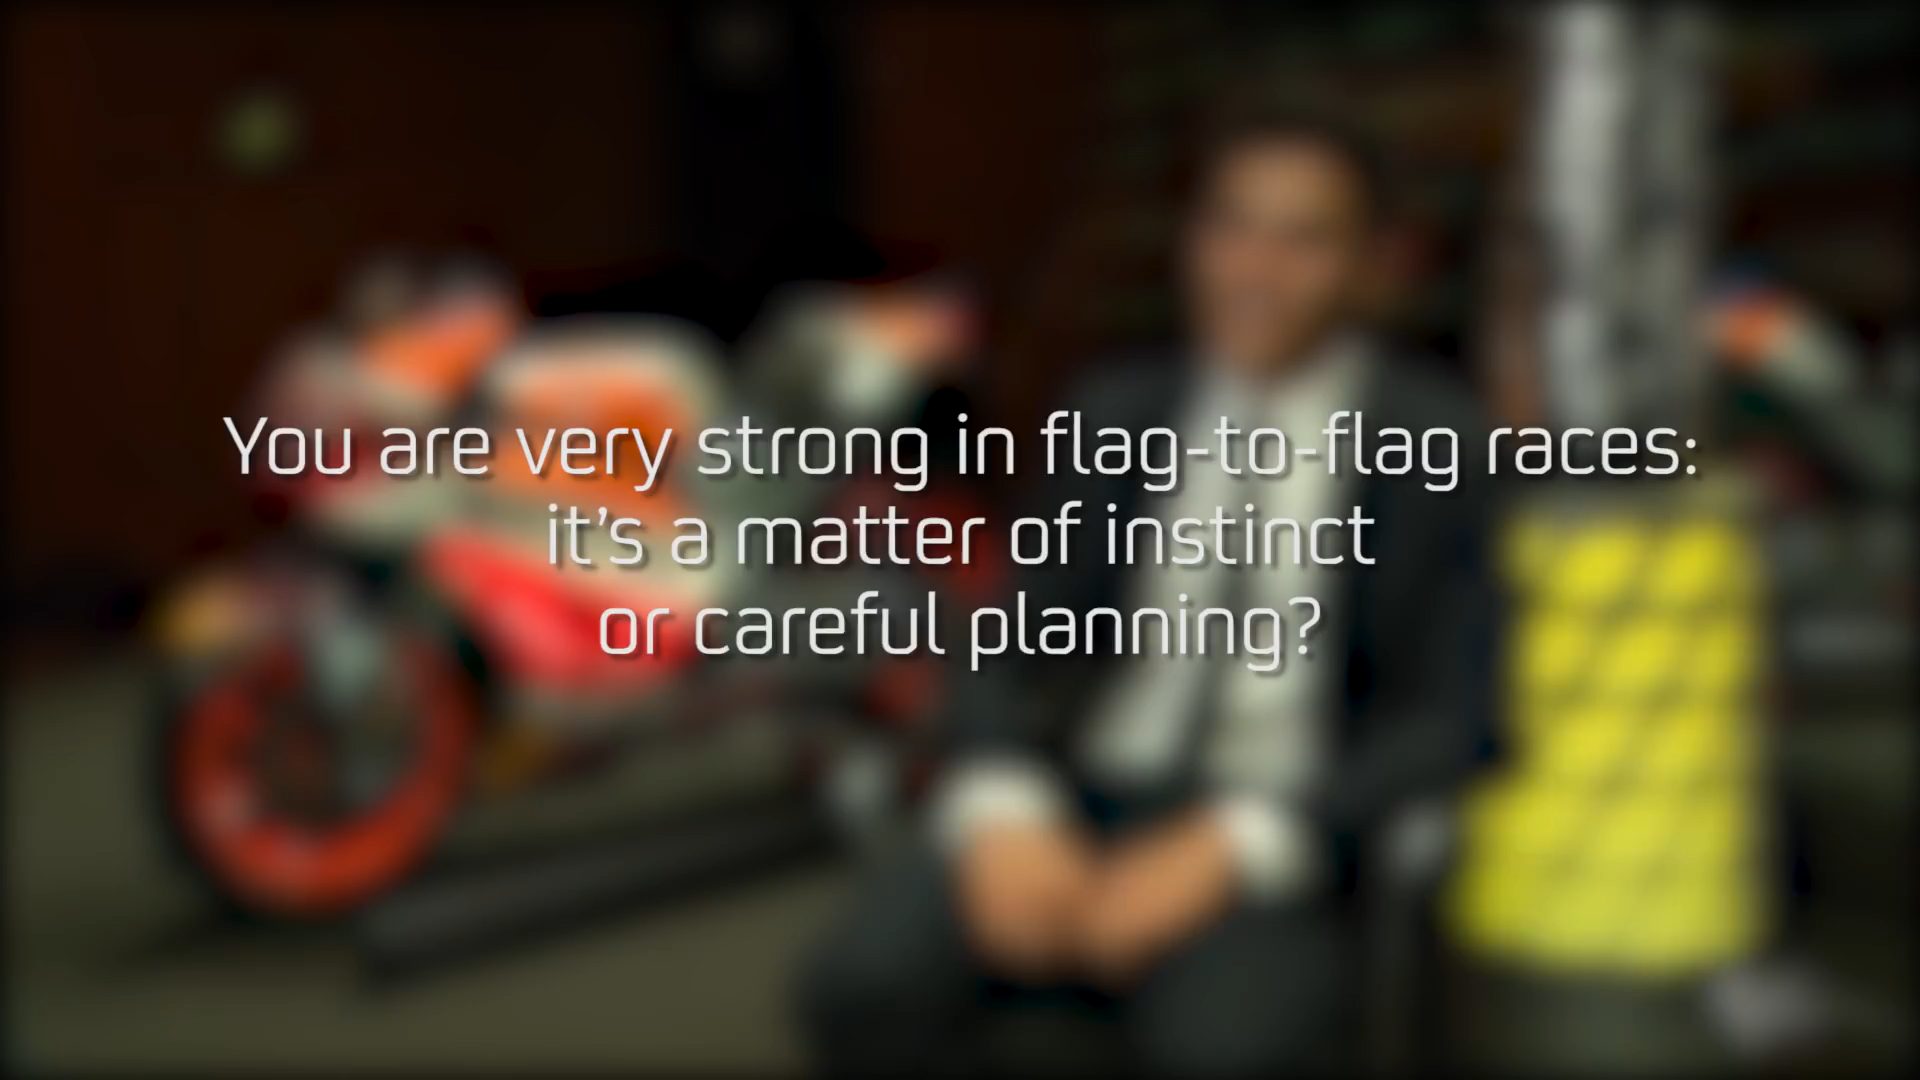 You are very strong in flag-to-flag races:
it’s a matter of instinct
or careful planning?